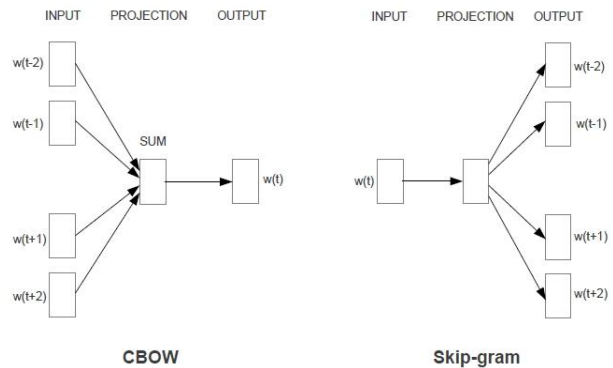 INPUT PROJECTION OUTPUT
w(t-2)
w(t-1)
SUM
w(t)
w(t+1)
w(t+2)
CBOW
INPUT PROJECTION OUTPUT
w(t-2)
w(t-1)
w(t)
w(t+1)
w(t+2)
Skip-gram